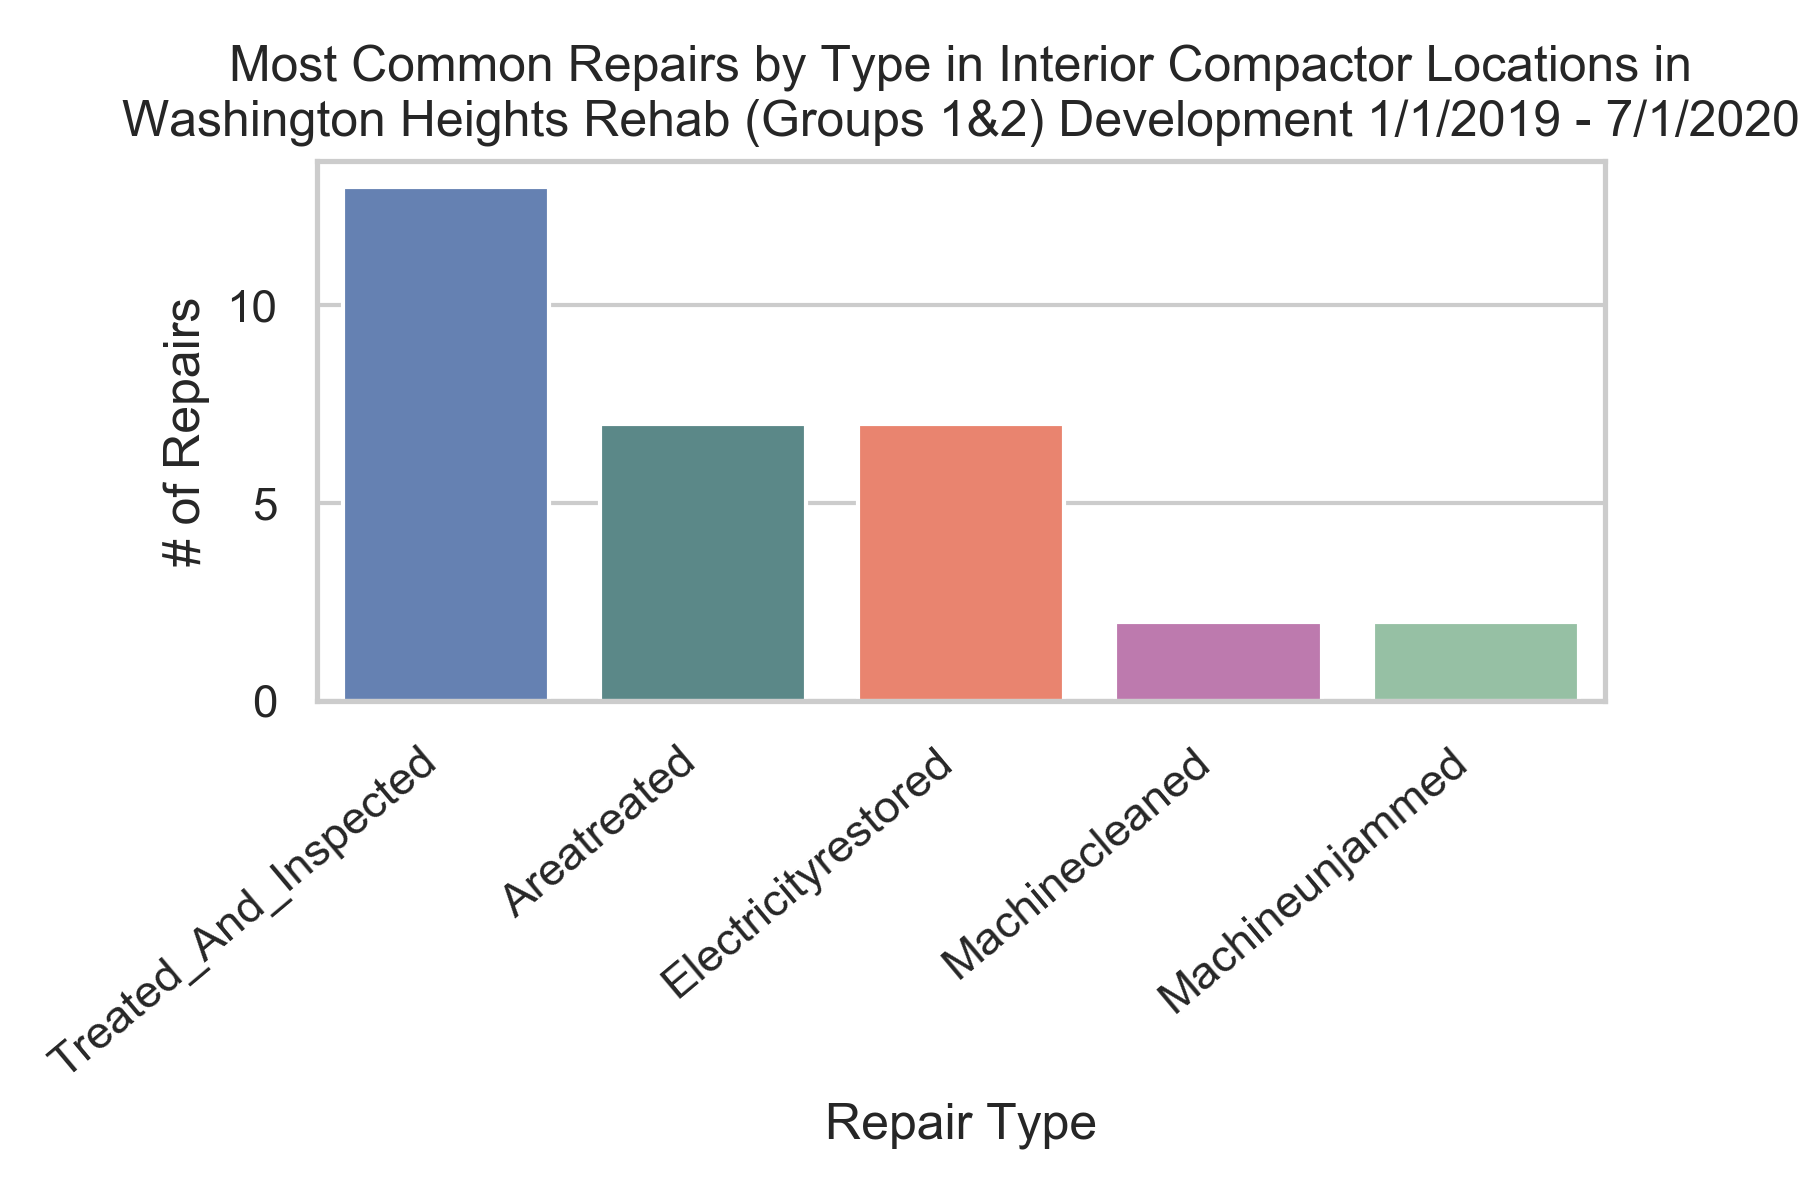 Most Common Repairs by Type in Interior Compactor Locations in
Washington Heights Rehab (Groups 1&2) Development 1/1/2019 - 7/1/2020
# of Repairs
10
5
0
Treated_And_Inspected
Areatreated
Electricityrestored
Machinecleaned
Machineunjammed
Repair Type